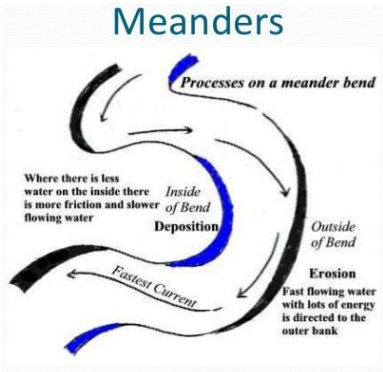 Meanders
Processes on a meander bend
Where there is less
water on the inside there
is more friction and slower
flowing water
Inside
of Bend
Deposition
Outside
of Bend
Erosion
Fast flowing water
with lots of energy
is directed to the
outer bank
Fastest Current